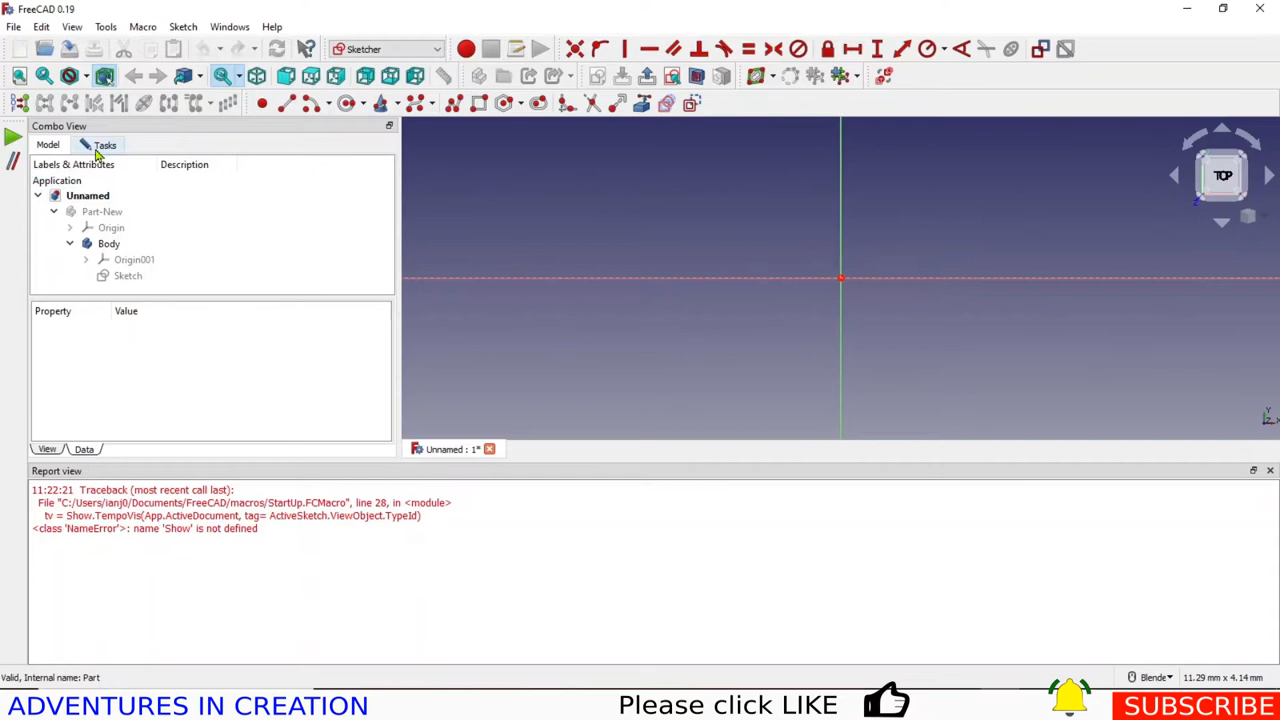 FreeCAD 0.19
File Edit View Tools Macro Sketch Windows Help
Sketcher
Combo View
Model Tasks
Labels & Attributes Description
Application
Unnamed
Part-New
Origin
Body
Origin001
Sketch
Property Value
View Data
TOP
Y
Z
X
Unnamed : 1*
Report view
11:22:21 Traceback (most recent call last):
File "C:/Users/ianj0/Documents/FreeCAD/macros/StartUp.FCMacro", line 28, in <module>
tv = Show.TempoVis(App.ActiveDocument, tag= ActiveSketch.ViewObject.TypeId)
<class 'NameError'>: name 'Show' is not defined
Valid, Internal name: Part
Blende
11.29 mm x 4.14 mm
ADVENTURES IN CREATION Please click LIKE SUBSCRIBE